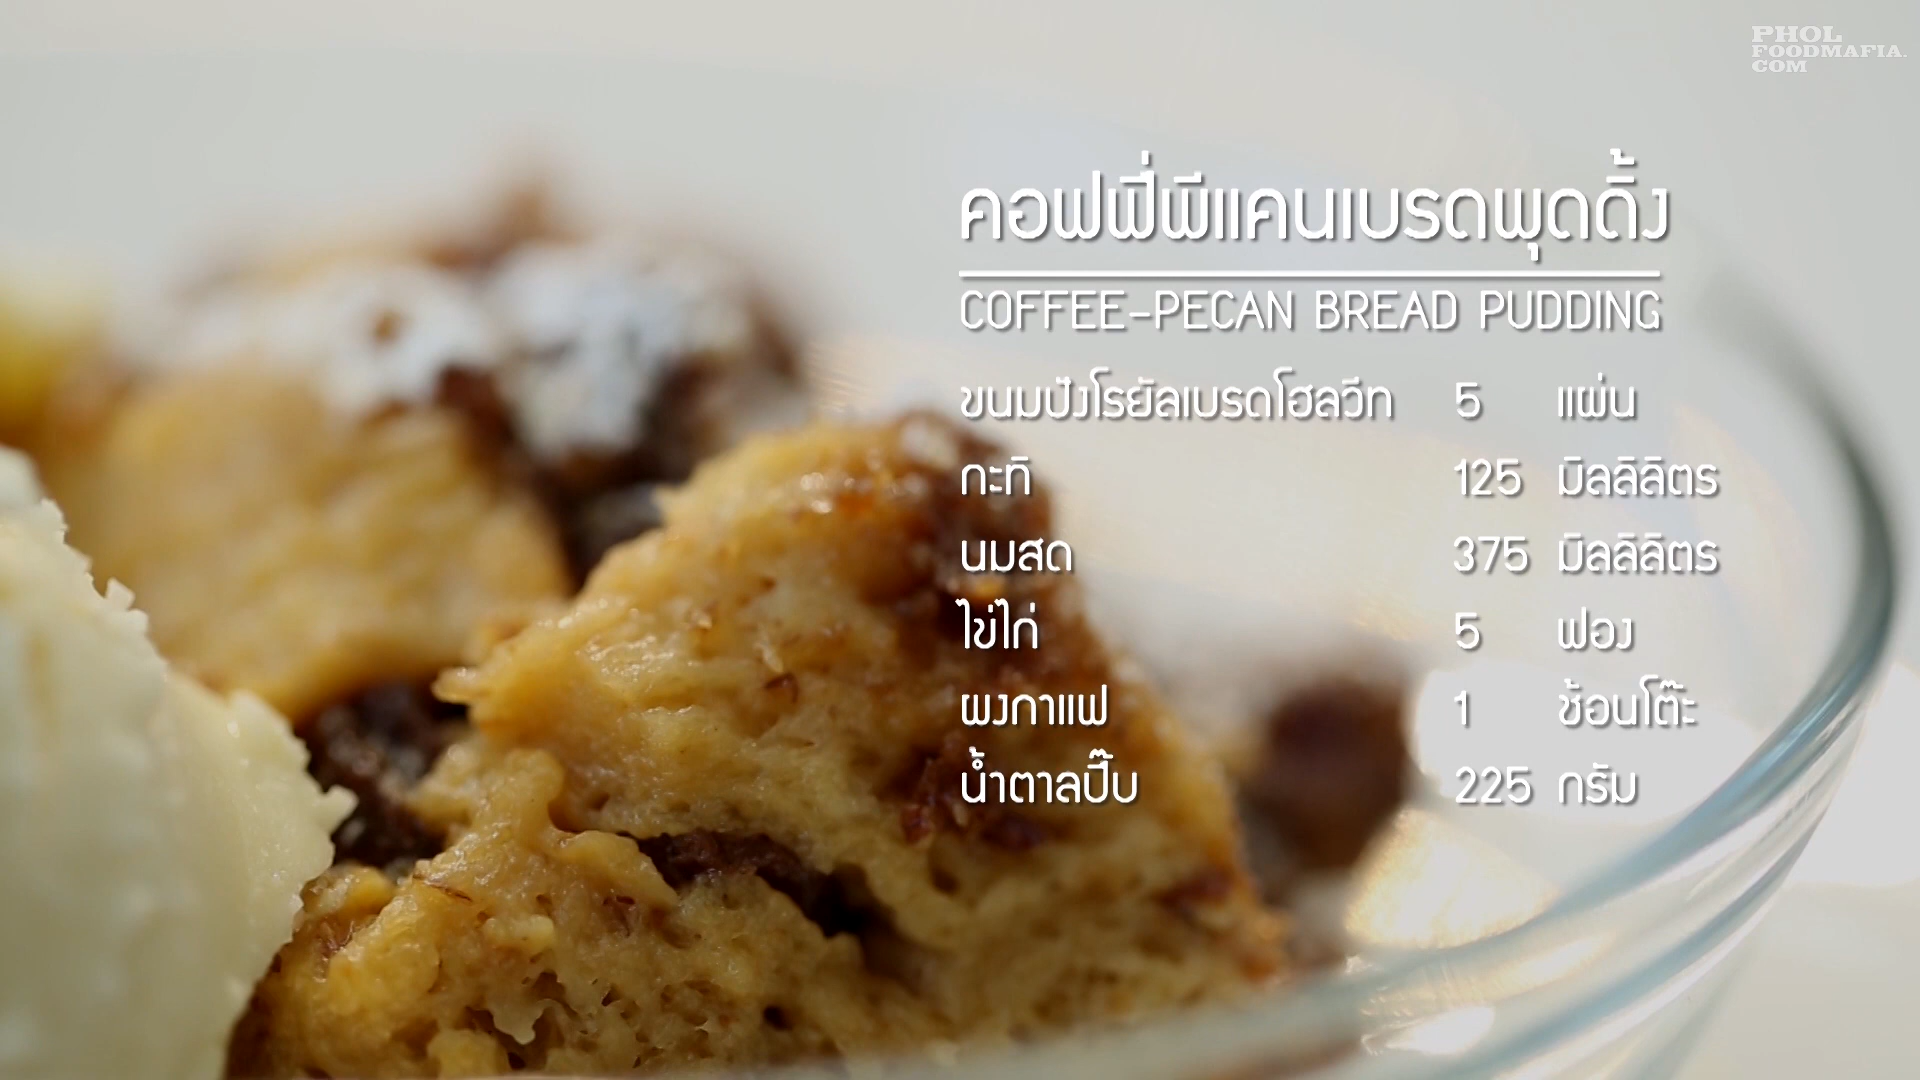 PHOL
FOODMAFIA.
COM
คอฟฟี่พีแคนเบรดพุดดิ้ง
COFFEE-PECAN BREAD PUDDING
ขนมปังโรยัลเบรดโฮลวีท 5 แผ่น
กะทิ 125 มิลลิลิตร
นมสด 375 มิลลิลิตร
ไข่ไก่ 5 ฟอง
ผงกาแฟ 1 ช้อนโต๊ะ
น้ำตาลปี๊บ 225 กรัม